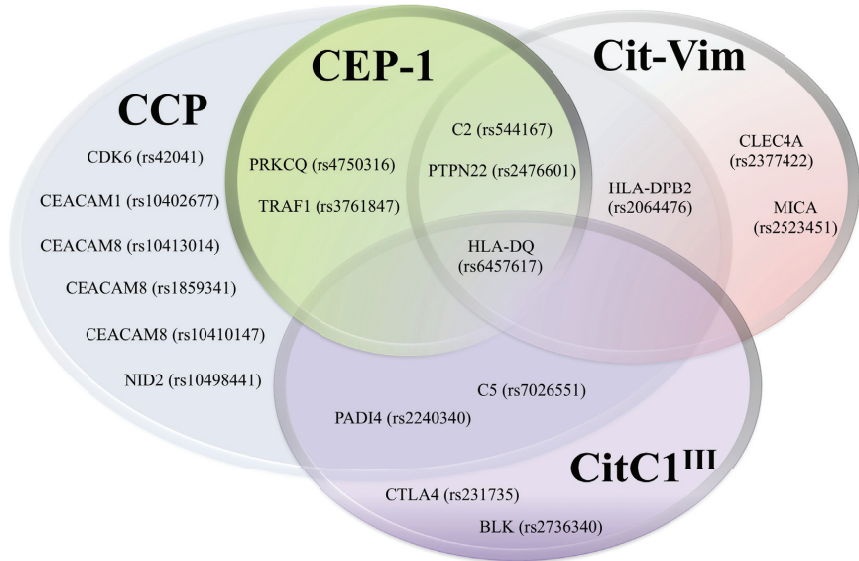 CEP-1
Cit-Vim
CCP
CDK6 (rs42041)
CEACAM1 (rs10402677)
CEACAM8 (rs10413014)
CEACAM8 (rs1859341)
CEACAM8 (rs10410147)
NID2 (rs10498441)
PRKCQ (rs4750316)
TRAF1 (rs3761847)
C2 (rs544167)
PTPN22 (rs2476601)
HLA-DQ
(rs6457617)
HLA-DPB2
(rs2064476)
CLEC4A
(rs2377422)
MICA
(rs2523451)
C5 (rs7026551)
PADI4 (rs2240340)
CitC1ᴵᴵᴵ
CTLA4 (rs231735)
BLK (rs2736340)